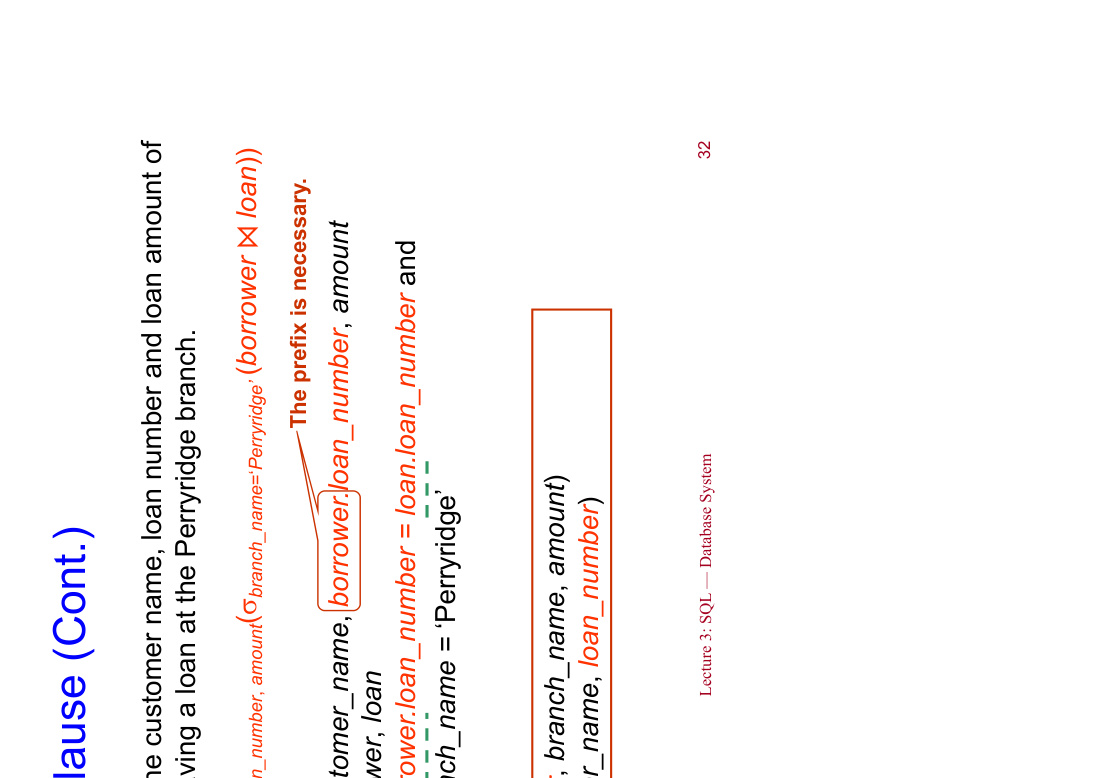 lause (Cont.)
ne customer name, loan number and loan amount of
ving a loan at the Perryridge branch.
n_number, amount(σbranch_name=‘Perryridge’ (borrower ⋈ loan))
The prefix is necessary.
tomer_name, borrower.loan_number, amount
wer, loan
rower.loan_number = loan.loan_number and
ch_name = ‘Perryridge’
, branch_name, amount)
r_name, loan_number)
Lecture 3: SQL — Database System
32